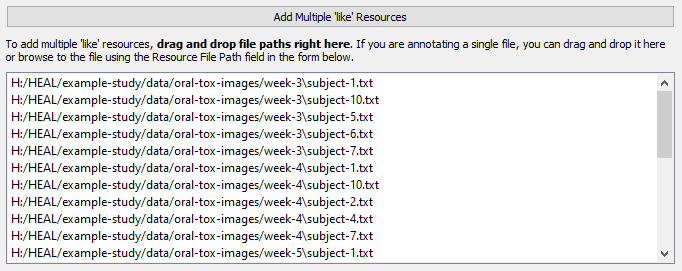 Add Multiple 'like' Resources
To add multiple 'like' resources, drag and drop file paths right here. If you are annotating a single file, you can drag and drop it here
or browse to the file using the Resource File Path field in the form below.
H:/HEAL/example-study/data/oral-tox-images/week-3\subject-1.txt
H:/HEAL/example-study/data/oral-tox-images/week-3\subject-10.txt
H:/HEAL/example-study/data/oral-tox-images/week-3\subject-5.txt
H:/HEAL/example-study/data/oral-tox-images/week-3\subject-6.txt
H:/HEAL/example-study/data/oral-tox-images/week-3\subject-7.txt
H:/HEAL/example-study/data/oral-tox-images/week-4\subject-1.txt
H:/HEAL/example-study/data/oral-tox-images/week-4\subject-10.txt
H:/HEAL/example-study/data/oral-tox-images/week-4\subject-2.txt
H:/HEAL/example-study/data/oral-tox-images/week-4\subject-4.txt
H:/HEAL/example-study/data/oral-tox-images/week-4\subject-7.txt
H:/HEAL/example-study/data/oral-tox-images/week-5\subject-1.txt